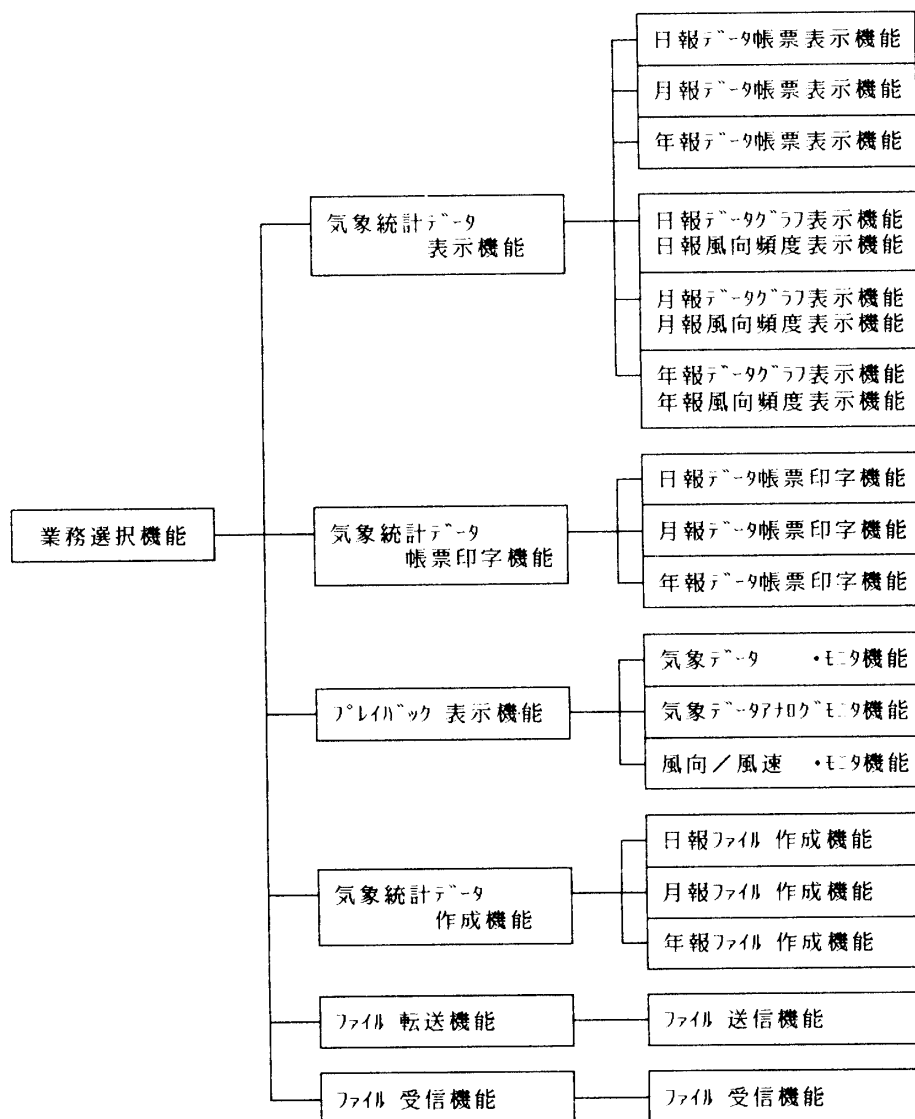 業務選択機能
気象統計ﾃﾞｰﾀ
表示機能
日報ﾃﾞｰﾀ帳票表示機能
月報ﾃﾞｰﾀ帳票表示機能
年報ﾃﾞｰﾀ帳票表示機能
日報ﾃﾞｰﾀｸﾞﾗﾌ表示機能
日報風向頻度表示機能
月報ﾃﾞｰﾀｸﾞﾗﾌ表示機能
月報風向頻度表示機能
年報ﾃﾞｰﾀｸﾞﾗﾌ表示機能
年報風向頻度表示機能
気象統計ﾃﾞｰﾀ
帳票印字機能
日報ﾃﾞｰﾀ帳票印字機能
月報ﾃﾞｰﾀ帳票印字機能
年報ﾃﾞｰﾀ帳票印字機能
ﾌﾟﾚｲﾊﾞｯｸ 表示機能
気象ﾃﾞｰﾀ ・ﾓﾆﾀ機能
気象ﾃﾞｰﾀｱﾅﾛｸﾞﾓﾆﾀ機能
風向／風速 ・ﾓﾆﾀ機能
気象統計ﾃﾞｰﾀ
作成機能
日報ﾌｧｲﾙ 作成機能
月報ﾌｧｲﾙ 作成機能
年報ﾌｧｲﾙ 作成機能
ﾌｧｲﾙ 転送機能
ﾌｧｲﾙ 送信機能
ﾌｧｲﾙ 受信機能
ﾌｧｲﾙ 受信機能